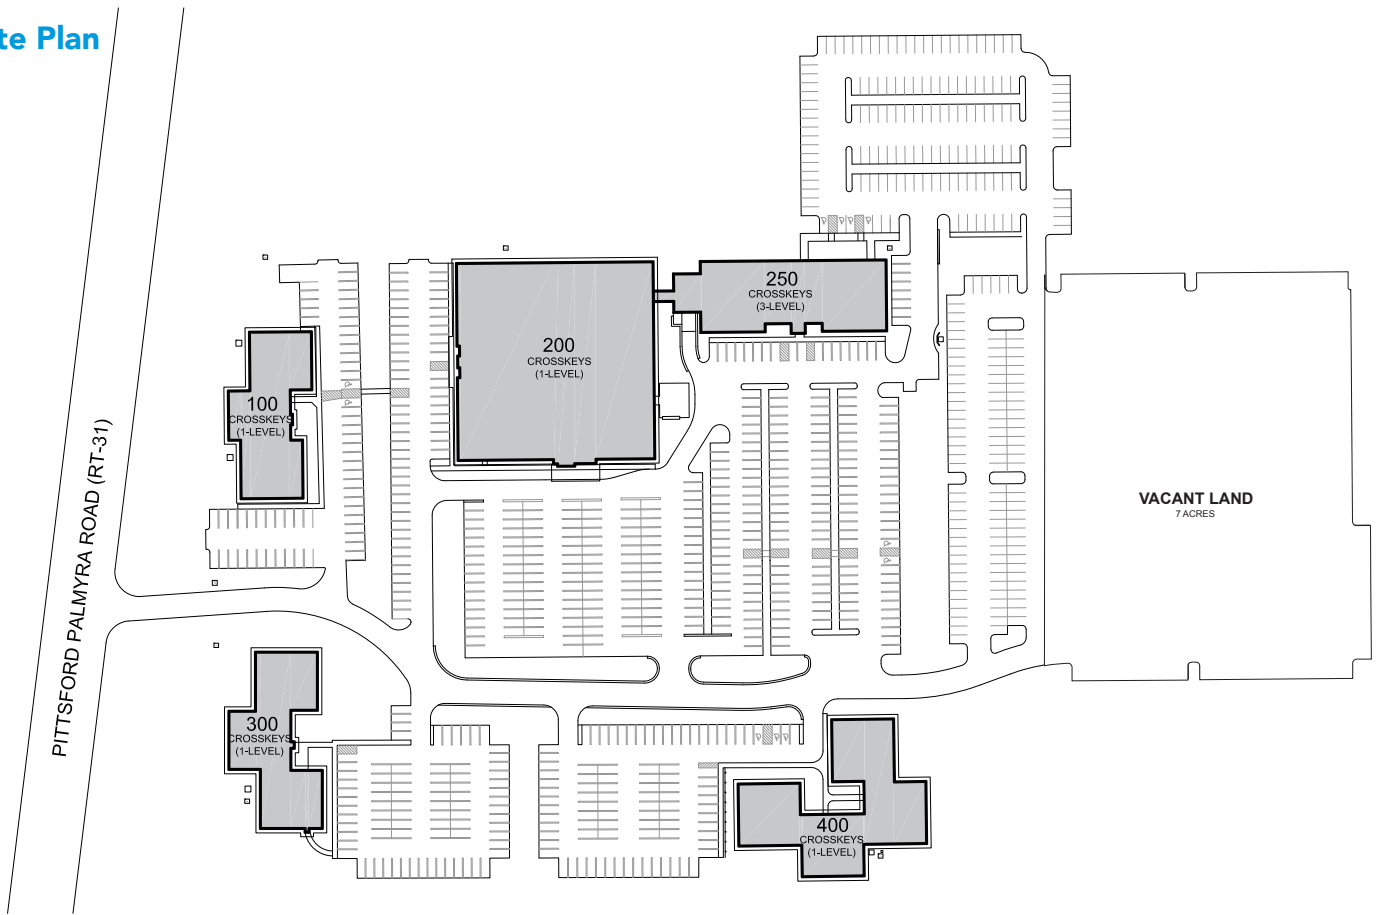 te Plan
250
CROSSKEYS
(3-LEVEL)
200
CROSSKEYS
(1-LEVEL)
100
CROSSKEYS
(1-LEVEL)
VACANT LAND
7 ACRES
PITTSFORD PALMYRA ROAD (RT-31)
300
CROSSKEYS
(1-LEVEL)
400
CROSSKEYS
(1-LEVEL)